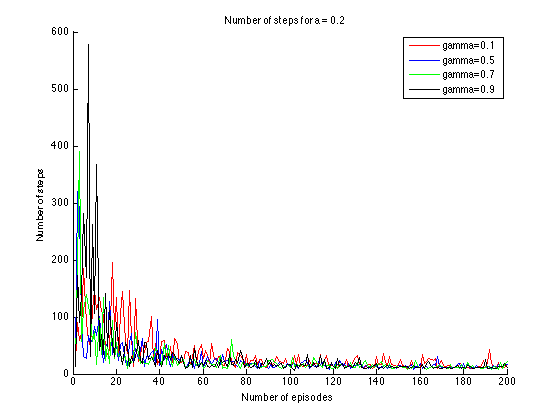 Number of steps for a = 0.2
600
500
400
300
200
100
0
Number of steps
gamma=0.1
gamma=0.5
gamma=0.7
gamma=0.9
0 20 40 60 80 100 120 140 160 180 200
Number of episodes